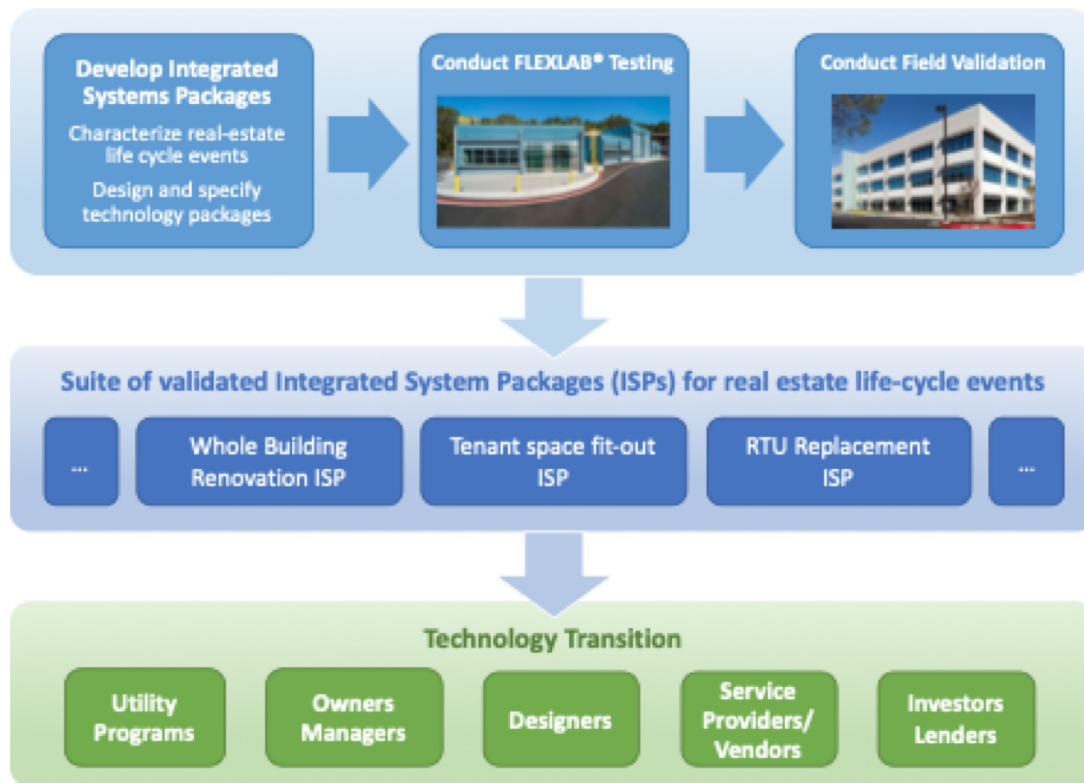 Develop Integrated
Systems Packages
Characterize real-estate
life cycle events
Design and specify
technology packages
Conduct FLEXLAB® Testing
Conduct Field Validation
Suite of validated Integrated System Packages (ISPs) for real estate life-cycle events
...
Whole Building
Renovation ISP
Tenant space fit-out
ISP
RTU Replacement
ISP
...
Technology Transition
Utility
Programs
Owners
Managers
Designers
Service
Providers/
Vendors
Investors
Lenders